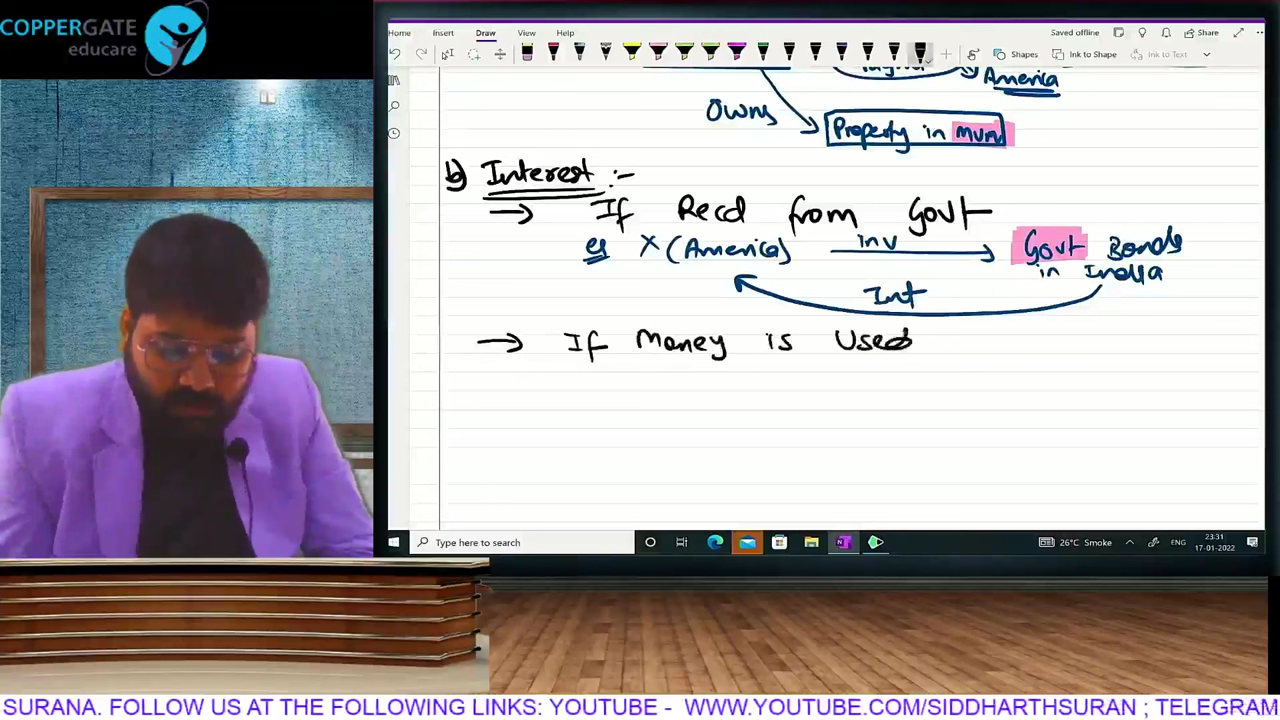 COPPERGATE
educare
Home Insert Draw View Help
Saved offline
Share
Shapes
Ink to Shape
Ink to Text
America
Owns
Property in mum
b) Interest :-
→ If Recd from Govt
eg X (America) inv Govt Bonds
in India
Int
→ If Money is Used
Type here to search
26°C Smoke
ENG
23:31
17-01-2022
SURANA. FOLLOW US AT THE FOLLOWING LINKS: YOUTUBE - WWW.YOUTUBE.COM/SIDDHARTHSURAN ; TELEGRAM